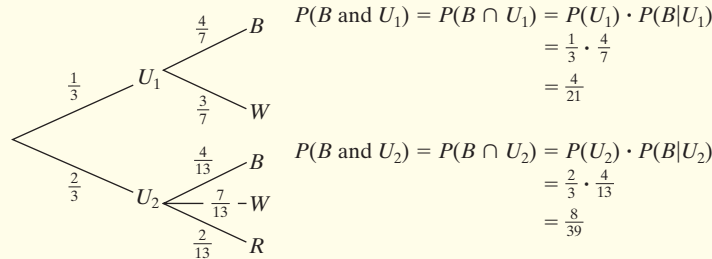 4/7 B
1/3 U₁
3/7 W
2/3 U₂
4/13 B
7/13 W
2/13 R
P(B and U₁) = P(B ∩ U₁) = P(U₁) · P(B|U₁)
= 1/3 · 4/7
= 4/21
P(B and U₂) = P(B ∩ U₂) = P(U₂) · P(B|U₂)
= 2/3 · 4/13
= 8/39